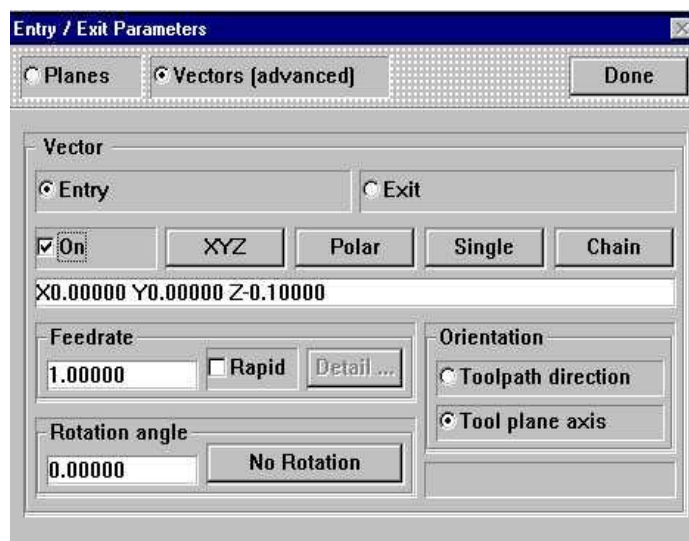 Entry / Exit Parameters
Planes Vectors (advanced) Done
Vector
Entry Exit
On XYZ Polar Single Chain
X0.00000 Y0.00000 Z-0.10000
Feedrate
1.00000 Rapid Detail ...
Orientation
Toolpath direction
Tool plane axis
Rotation angle
0.00000 No Rotation